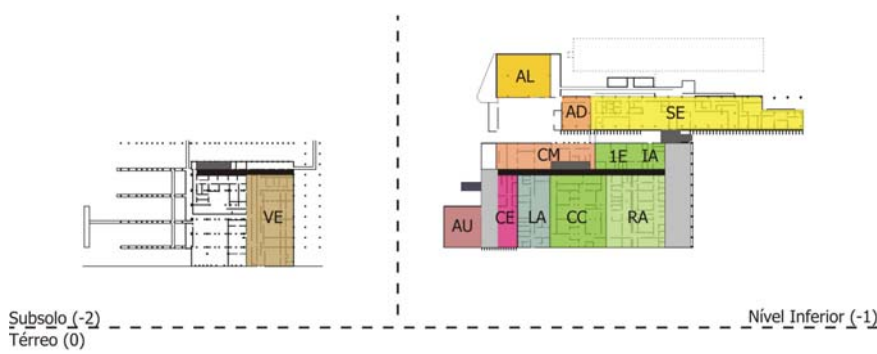 AL
AD
SE
CM
1E
IA
VE
AU
CE
LA
CC
RA
Subsolo (-2)
Nível Inferior (-1)
Térreo (0)